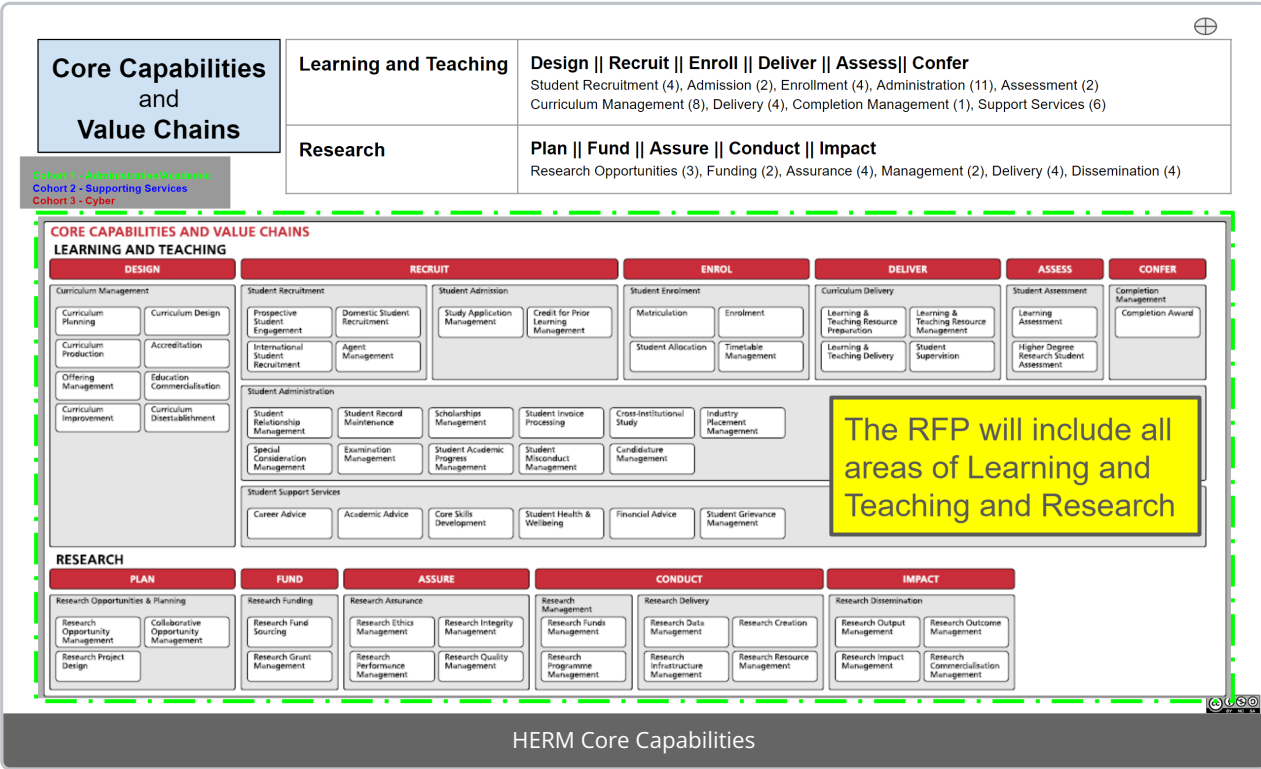 Core Capabilities
and
Value Chains
Learning and Teaching
Design || Recruit || Enroll || Deliver || Assess|| Confer
Student Recruitment (4), Admission (2), Enrollment (4), Administration (11), Assessment (2)
Curriculum Management (8), Delivery (4), Completion Management (1), Support Services (6)
Research
Plan || Fund || Assure || Conduct || Impact
Research Opportunities (3), Funding (2), Assurance (4), Management (2), Delivery (4), Dissemination (4)
Cohort 1 - Administrative/Academic
Cohort 2 - Supporting Services
Cohort 3 - Cyber
CORE CAPABILITIES AND VALUE CHAINS
LEARNING AND TEACHING
DESIGN
Curriculum Management
Curriculum
Planning
Curriculum Design
Curriculum
Production
Accreditation
Offering
Management
Education
Commercialisation
Curriculum
Improvement
Curriculum
Disestablishment
RECRUIT
Student Recruitment
Prospective
Student
Engagement
Domestic Student
Recruitment
International
Student
Recruitment
Agent
Management
Student Admission
Study Application
Management
Credit for Prior
Learning
Management
ENROL
Student Enrolment
Matriculation
Enrolment
Student Allocation
Timetable
Management
DELIVER
Curriculum Delivery
Learning &
Teaching Resource
Preparation
Learning &
Teaching Resource
Management
Learning &
Teaching Delivery
Student
Supervision
ASSESS
Student Assessment
Learning
Assessment
Higher Degree
Research Student
Assessment
CONFER
Completion
Management
Completion Award
Student Administration
Student
Relationship
Management
Student Record
Maintenance
Scholarships
Management
Student Invoice
Processing
Cross-Institutional
Study
Industry
Placement
Management
Special
Consideration
Management
Examination
Management
Student Academic
Progress
Management
Student
Misconduct
Management
Candidature
Management
The RFP will include all
areas of Learning and
Teaching and Research
Student Support Services
Career Advice
Academic Advice
Core Skills
Development
Student Health &
Wellbeing
Financial Advice
Student Grievance
Management
RESEARCH
PLAN
Research Opportunities & Planning
Research
Opportunity
Management
Collaborative
Opportunity
Management
Research Project
Design
FUND
Research Funding
Research Fund
Sourcing
Research Grant
Management
ASSURE
Research Assurance
Research Ethics
Management
Research Integrity
Management
Research
Performance
Management
Research Quality
Management
CONDUCT
Research
Management
Research Funds
Management
Research
Programme
Management
Research Delivery
Research Data
Management
Research Creation
Research
Infrastructure
Management
Research Resource
Management
IMPACT
Research Dissemination
Research Output
Management
Research Outcome
Management
Research Impact
Management
Research
Commercialisation
Management
BY NC SA
HERM Core Capabilities